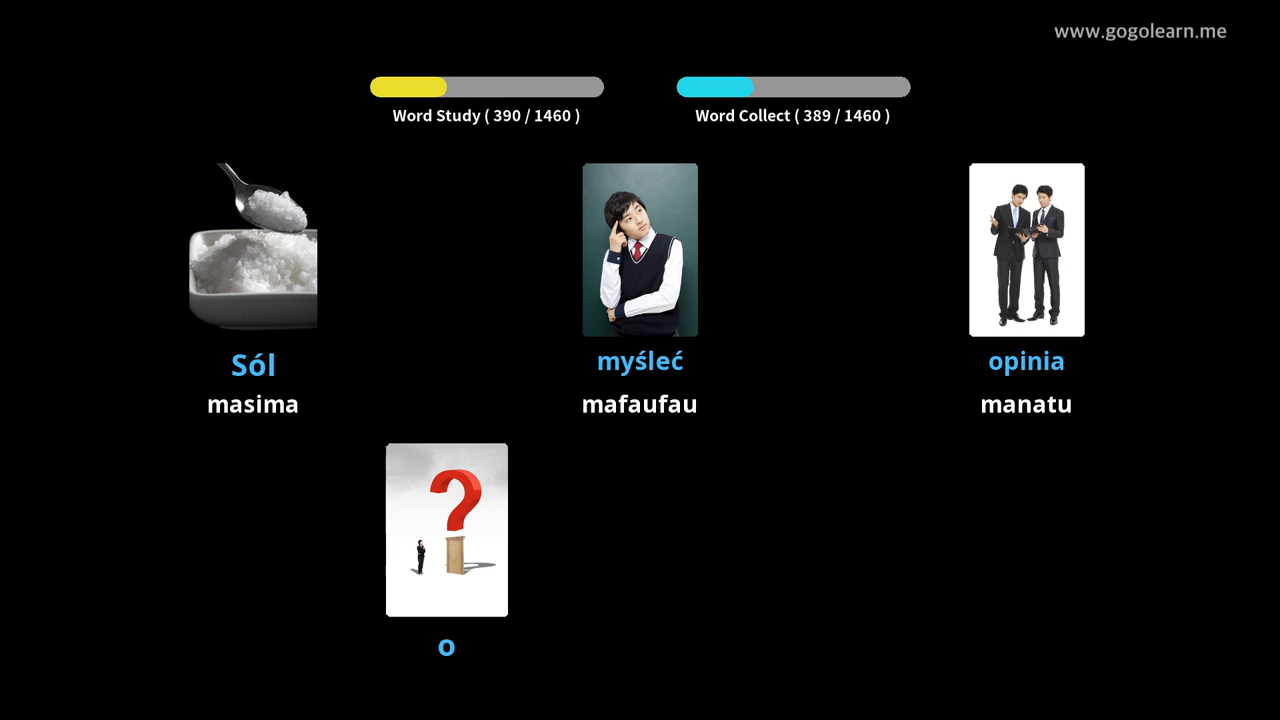 www.gogolearn.me
Word Study ( 390 / 1460 )
Word Collect ( 389 / 1460 )
Sól
masima
myśleć
mafaufau
opinia
manatu
?
o